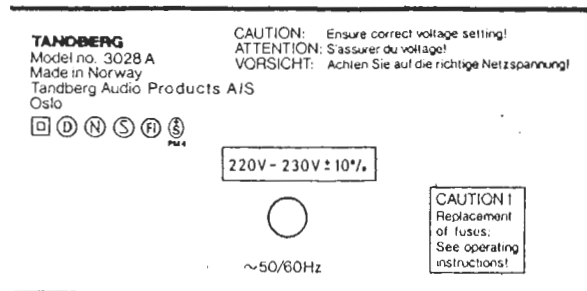 TANDBERG
Model no. 3028 A
Made in Norway
Tandberg Audio Products A/S
Oslo
D N S FI S
PM4
CAUTION: Ensure correct voltage setting!
ATTENTION: S'assurer du voltage!
VORSICHT: Achten Sie auf die richtige Netzspannung!
220V - 230V ± 10%
~50/60Hz
CAUTION!
Replacement
of fuses;
See operating
instructions!